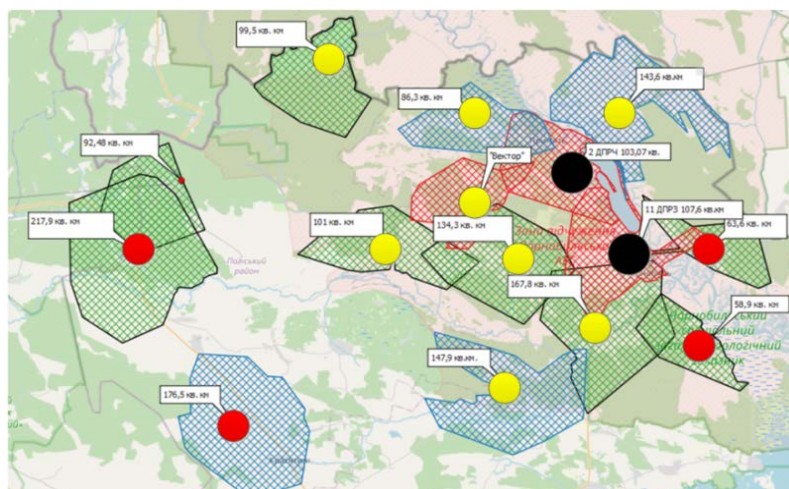 99,5 кв. км
86,3 кв. км
143,6 кв.км
92,48 кв. км
2 ДПРЧ 103,07 кв.
"Вектор"
217,9 кв. км
101 кв. км
134,3 кв. км
Зона відчуження
11 ДПРЗ 107,6 кв.км
63,6 кв. км
Поліський
район
167,8 кв. км
58,9 кв. км
147,9 кв.км.
176,5 кв. км